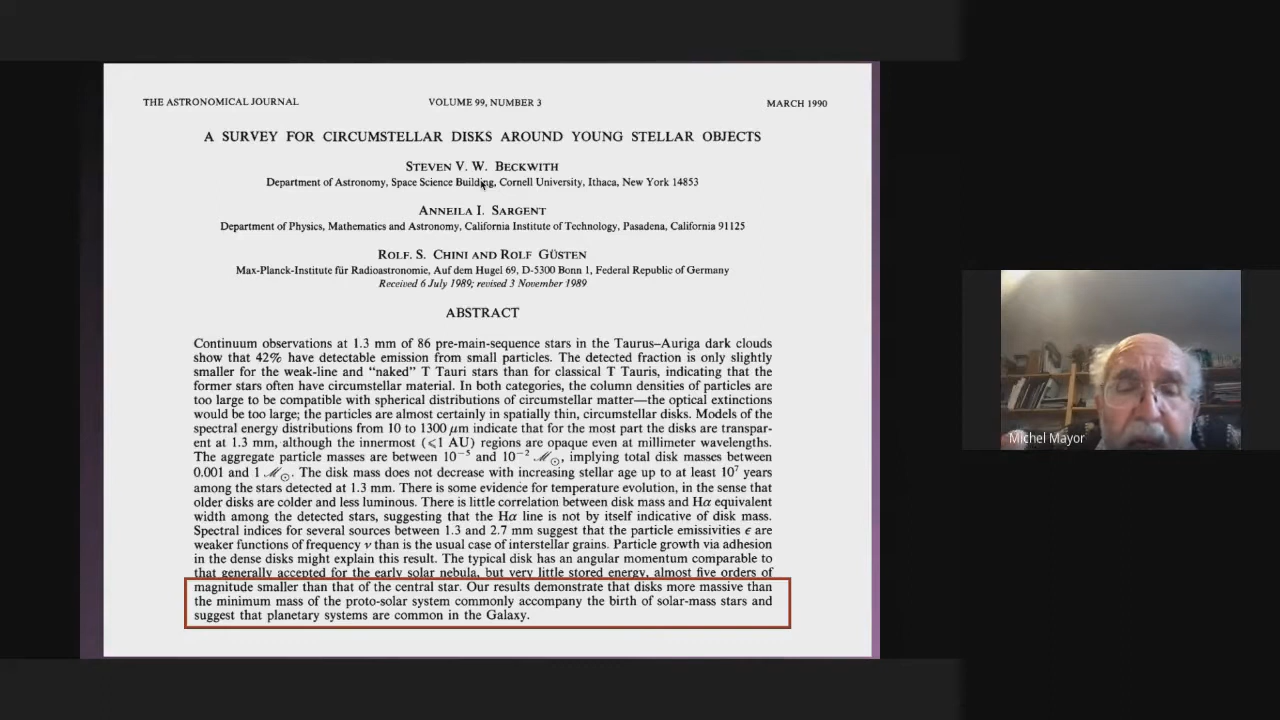 THE ASTRONOMICAL JOURNAL VOLUME 99, NUMBER 3 MARCH 1990
A SURVEY FOR CIRCUMSTELLAR DISKS AROUND YOUNG STELLAR OBJECTS
STEVEN V. W. BECKWITH
Department of Astronomy, Space Science Building, Cornell University, Ithaca, New York 14853
ANNEILA I. SARGENT
Department of Physics, Mathematics and Astronomy, California Institute of Technology, Pasadena, California 91125
ROLF. S. CHINI AND ROLF GÜSTEN
Max-Planck-Institute für Radioastronomie, Auf dem Hugel 69, D-5300 Bonn 1, Federal Republic of Germany
Received 6 July 1989; revised 3 November 1989
ABSTRACT
Continuum observations at 1.3 mm of 86 pre-main-sequence stars in the Taurus–Auriga dark clouds
show that 42% have detectable emission from small particles. The detected fraction is only slightly
smaller for the weak-line and “naked” T Tauri stars than for classical T Tauris, indicating that the
former stars often have circumstellar material. In both categories, the column densities of particles are
too large to be compatible with spherical distributions of circumstellar matter—the optical extinctions
would be too large; the particles are almost certainly in spatially thin, circumstellar disks. Models of the
spectral energy distributions from 10 to 1300 μm indicate that for the most part the disks are transpar-
ent at 1.3 mm, although the innermost (⩽1 AU) regions are opaque even at millimeter wavelengths.
The aggregate particle masses are between 10⁻⁵ and 10⁻² ℳ⊙, implying total disk masses between
0.001 and 1 ℳ⊙. The disk mass does not decrease with increasing stellar age up to at least 10⁷ years
among the stars detected at 1.3 mm. There is some evidence for temperature evolution, in the sense that
older disks are colder and less luminous. There is little correlation between disk mass and Hα equivalent
width among the detected stars, suggesting that the Hα line is not by itself indicative of disk mass.
Spectral indices for several sources between 1.3 and 2.7 mm suggest that the particle emissivities ϵ are
weaker functions of frequency ν than is the usual case of interstellar grains. Particle growth via adhesion
in the dense disks might explain this result. The typical disk has an angular momentum comparable to
that generally accepted for the early solar nebula, but very little stored energy, almost five orders of
magnitude smaller than that of the central star. Our results demonstrate that disks more massive than
the minimum mass of the proto-solar system commonly accompany the birth of solar-mass stars and
suggest that planetary systems are common in the Galaxy.
Michel Mayor